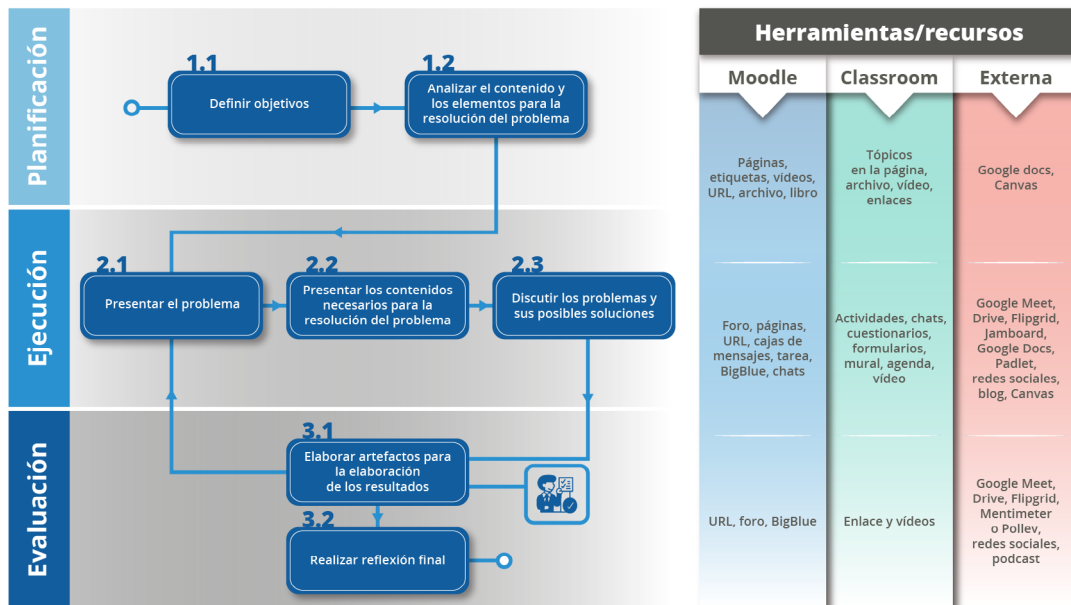 Planificación
1.1
Definir objetivos
1.2
Analizar el contenido y
los elementos para la
resolución del problema
Ejecución
2.1
Presentar el problema
2.2
Presentar los contenidos
necesarios para la
resolución del problema
2.3
Discutir los problemas y
sus posibles soluciones
Evaluación
3.1
Elaborar artefactos para
la elaboración
de los resultados
3.2
Realizar reflexión final
Herramientas/recursos
Moodle
Classroom
Externa
Páginas,
etiquetas, vídeos,
URL, archivo, libro
Tópicos
en la página,
archivo, vídeo,
enlaces
Google docs,
Canvas
Foro, páginas,
URL, cajas de
mensajes, tarea,
BigBlue, chats
Actividades, chats,
cuestionarios,
formularios,
mural, agenda,
vídeo
Google Meet,
Drive, Flipgrid,
Jamboard,
Google Docs,
Padlet,
redes sociales,
blog, Canvas
URL, foro, BigBlue
Enlace y vídeos
Google Meet,
Drive, Flipgrid,
Mentimeter
o Pollev,
redes sociales,
podcast